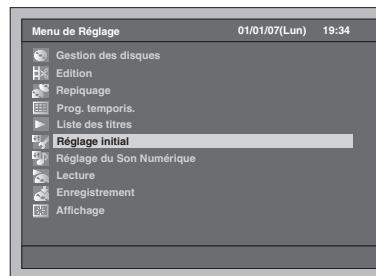 Menu de Réglage 01/01/07(Lun) 19:34
Gestion des disques
Edition
Repiquage
Prog. temporis.
Liste des titres
Réglage initial
Réglage du Son Numérique
Lecture
Enregistrement
Affichage